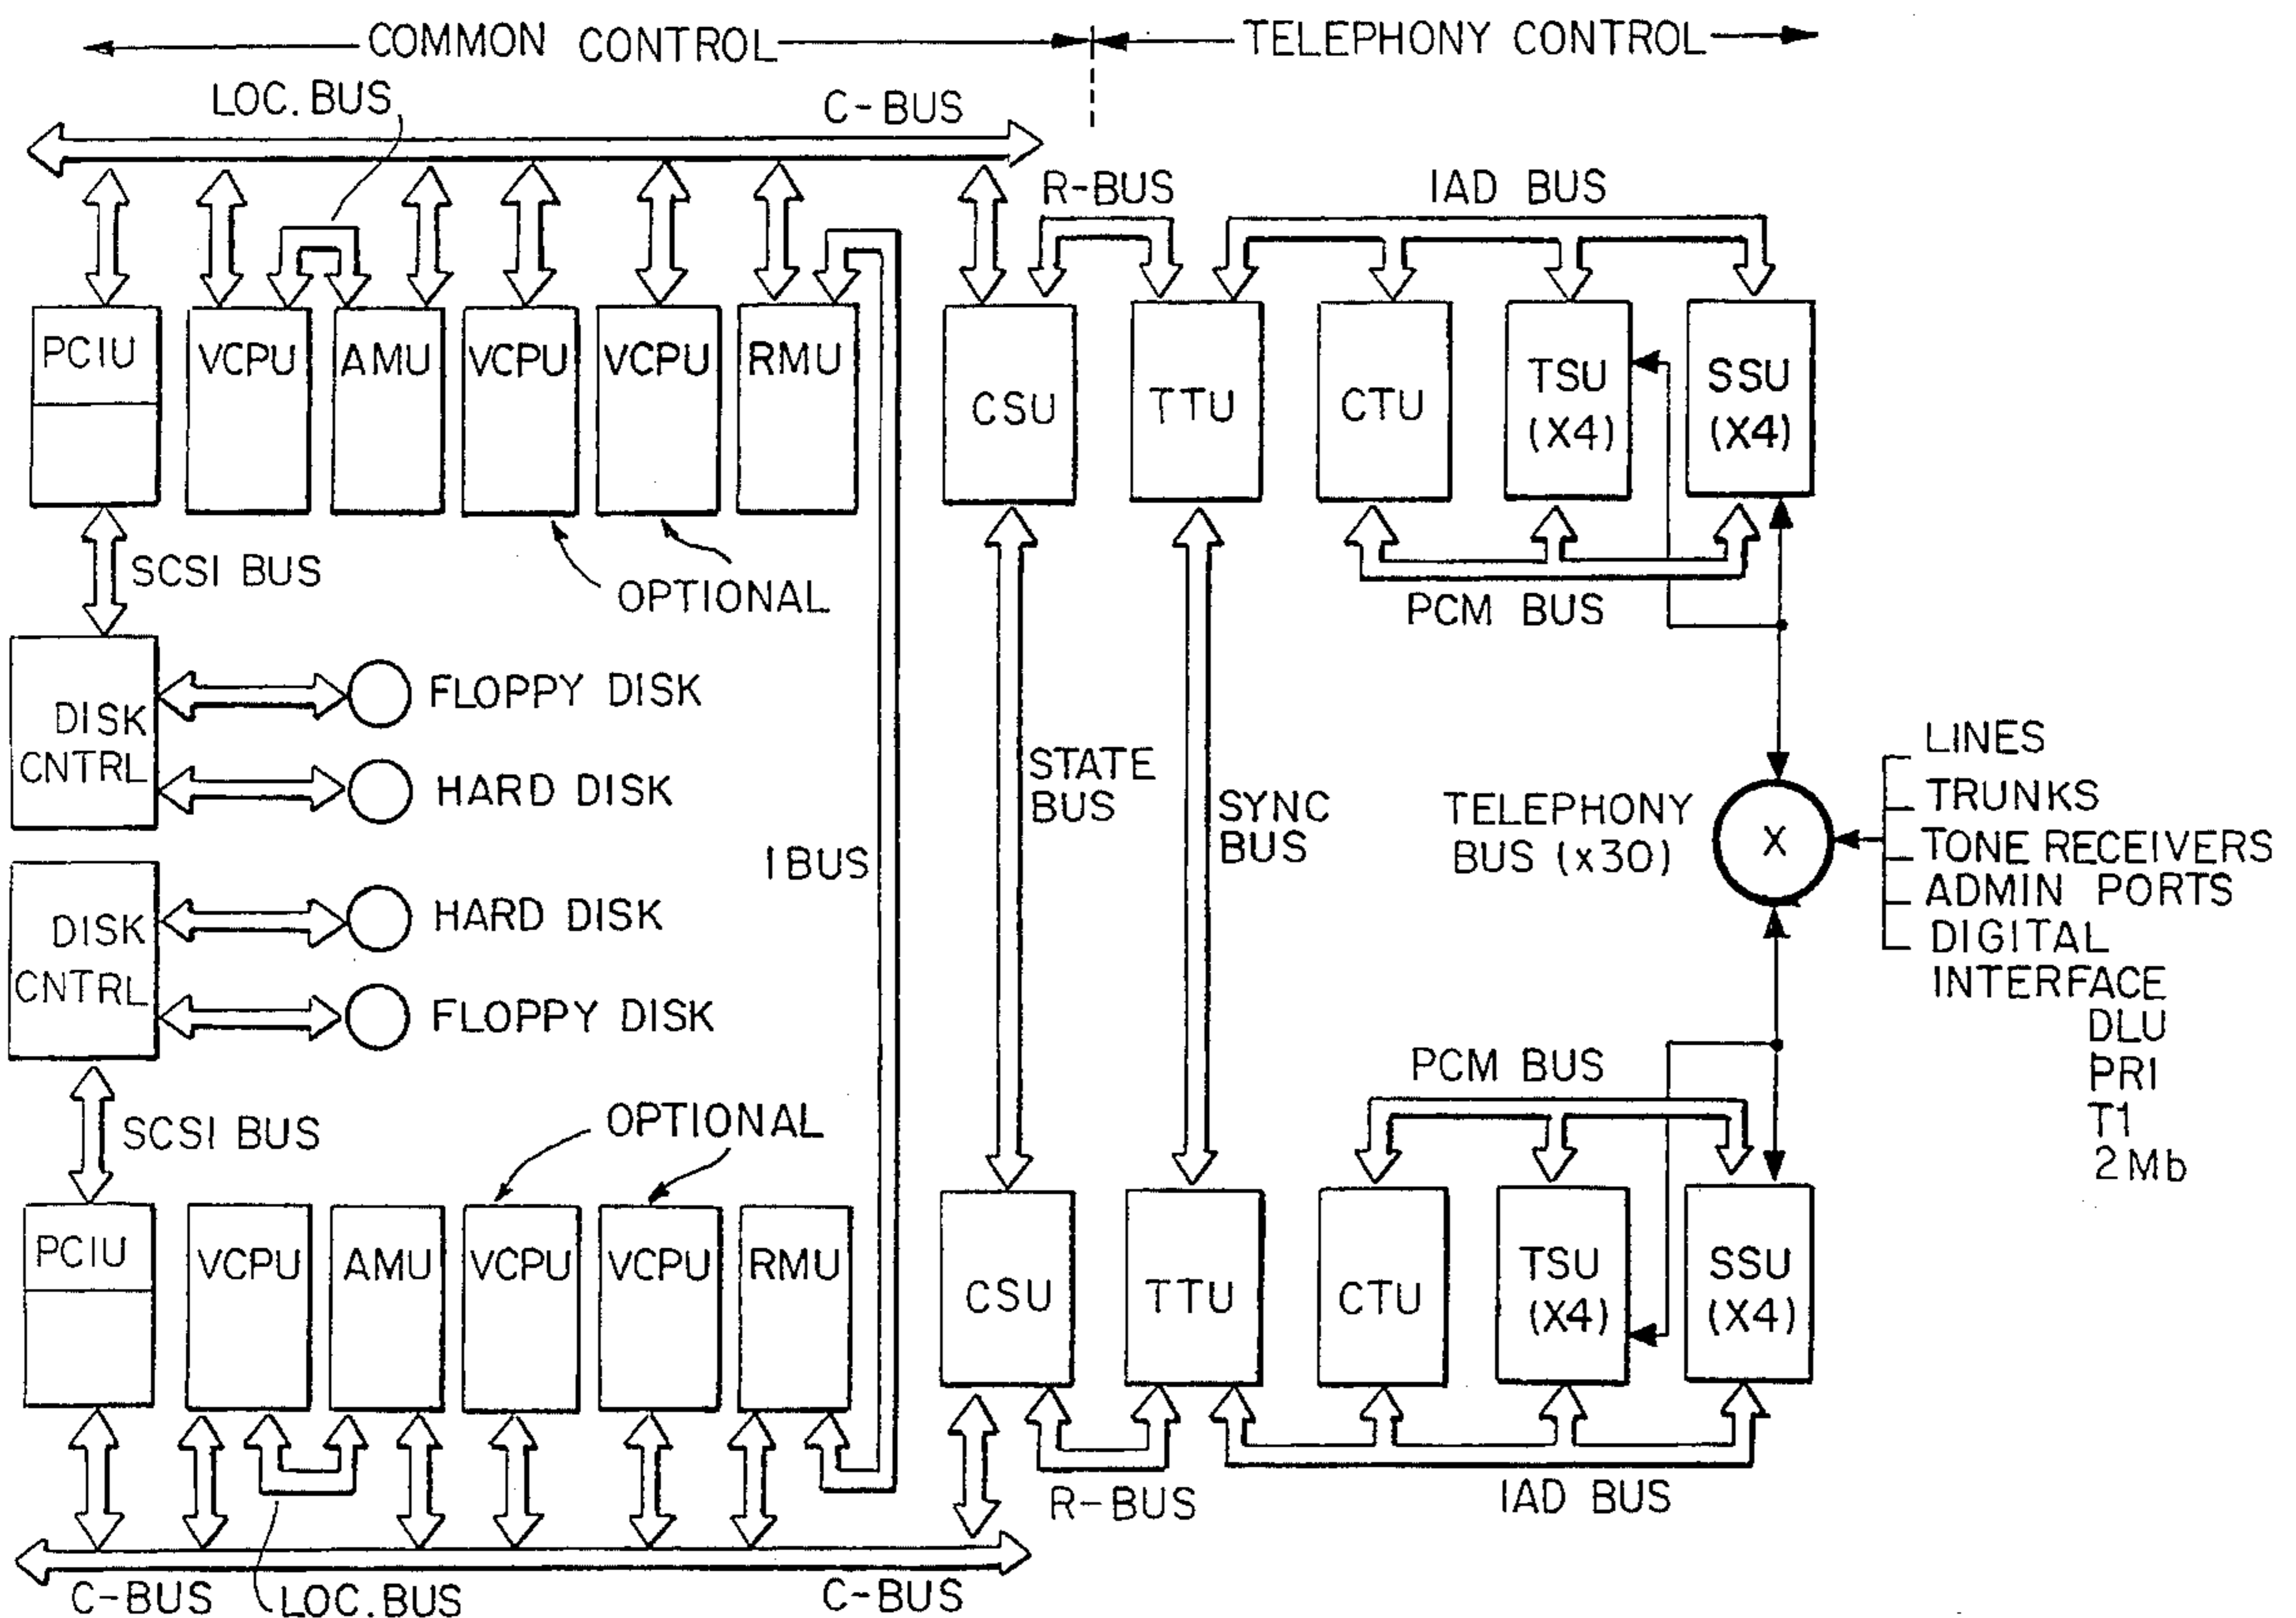 COMMON CONTROL
TELEPHONY CONTROL
LOC. BUS
C-BUS
R-BUS
IAD BUS
PCIU
VCPU
AMU
VCPU
VCPU
RMU
CSU
TTU
CTU
TSU
(X4)
SSU
(X4)
SCSI BUS
OPTIONAL
PCM BUS
DISK
CNTRL
FLOPPY DISK
HARD DISK
STATE
BUS
SYNC
BUS
TELEPHONY
BUS (x30)
X
LINES
TRUNKS
TONE RECEIVERS
ADMIN PORTS
DIGITAL
INTERFACE
DLU
PRI
T1
2Mb
I BUS
DISK
CNTRL
HARD DISK
FLOPPY DISK
SCSI BUS
OPTIONAL
PCM BUS
PCIU
VCPU
AMU
VCPU
VCPU
RMU
CSU
TTU
CTU
TSU
(X4)
SSU
(X4)
R-BUS
IAD BUS
C-BUS
LOC. BUS
C-BUS